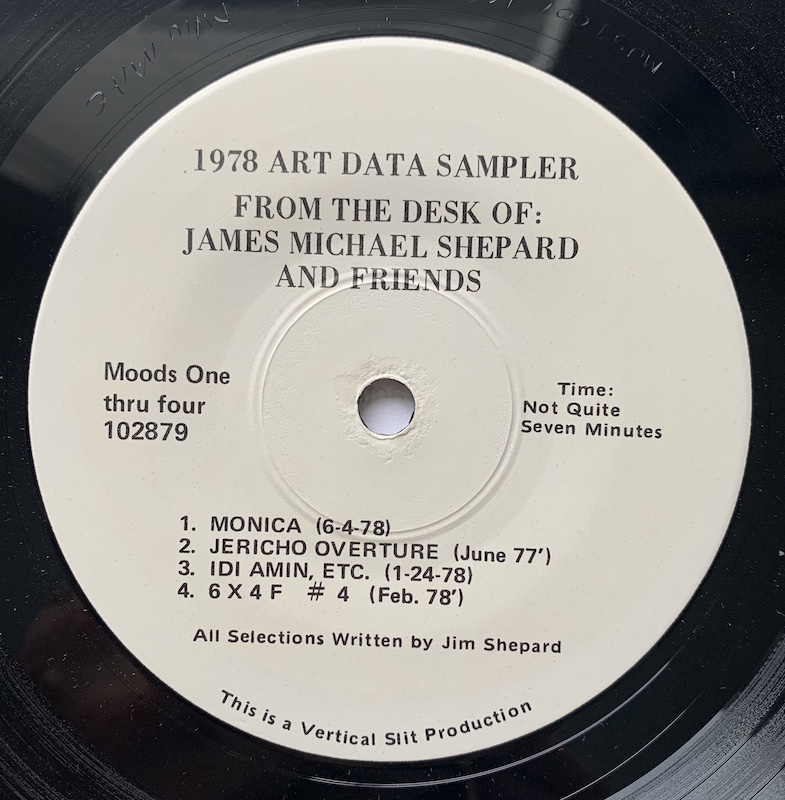 1978 ART DATA SAMPLER
FROM THE DESK OF:
JAMES MICHAEL SHEPARD
AND FRIENDS
Moods One
thru four
102879
Time:
Not Quite
Seven Minutes
1. MONICA (6-4-78)
2. JERICHO OVERTURE (June 77')
3. IDI AMIN, ETC. (1-24-78)
4. 6 X 4 F # 4 (Feb. 78')
All Selections Written by Jim Shepard
This is a Vertical Slit Production